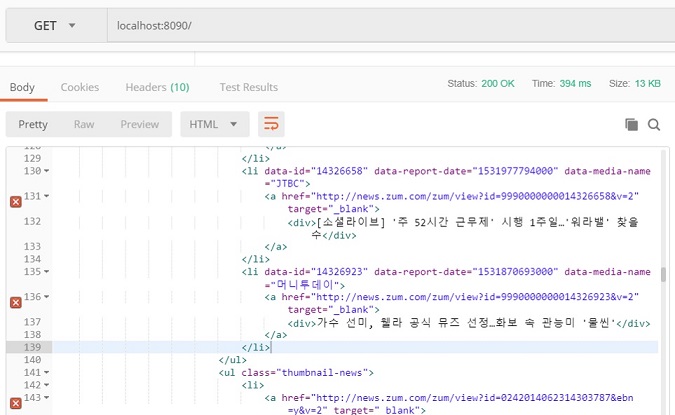 GET localhost:8090/
Body Cookies Headers (10) Test Results Status: 200 OK Time: 394 ms Size: 13 KB
Pretty Raw Preview HTML
128 </a>
129 </li>
130 <li data-id="14326658" data-report-date="1531977794000" data-media-name
="JTBC">
131 <a href="http://news.zum.com/zum/view?id=9990000000014326658&v=2"
target="_blank">
132 <div>[소셜라이브] '주 52시간 근무제' 시행 1주일…'워라밸' 찾을
수</div>
133 </a>
134 </li>
135 <li data-id="14326923" data-report-date="1531870693000" data-media-name
="머니투데이">
136 <a href="http://news.zum.com/zum/view?id=9990000000014326923&v=2"
target="_blank">
137 <div>가수 선미, 웰라 공식 뮤즈 선정…화보 속 관능미 '물씬'</div>
138 </a>
139 </li>
140 </ul>
141 <ul class="thumbnail-news">
142 <li>
143 <a href="http://news.zum.com/zum/view?id=0242014062314303787&ebn
=y&v=2" target="_blank">